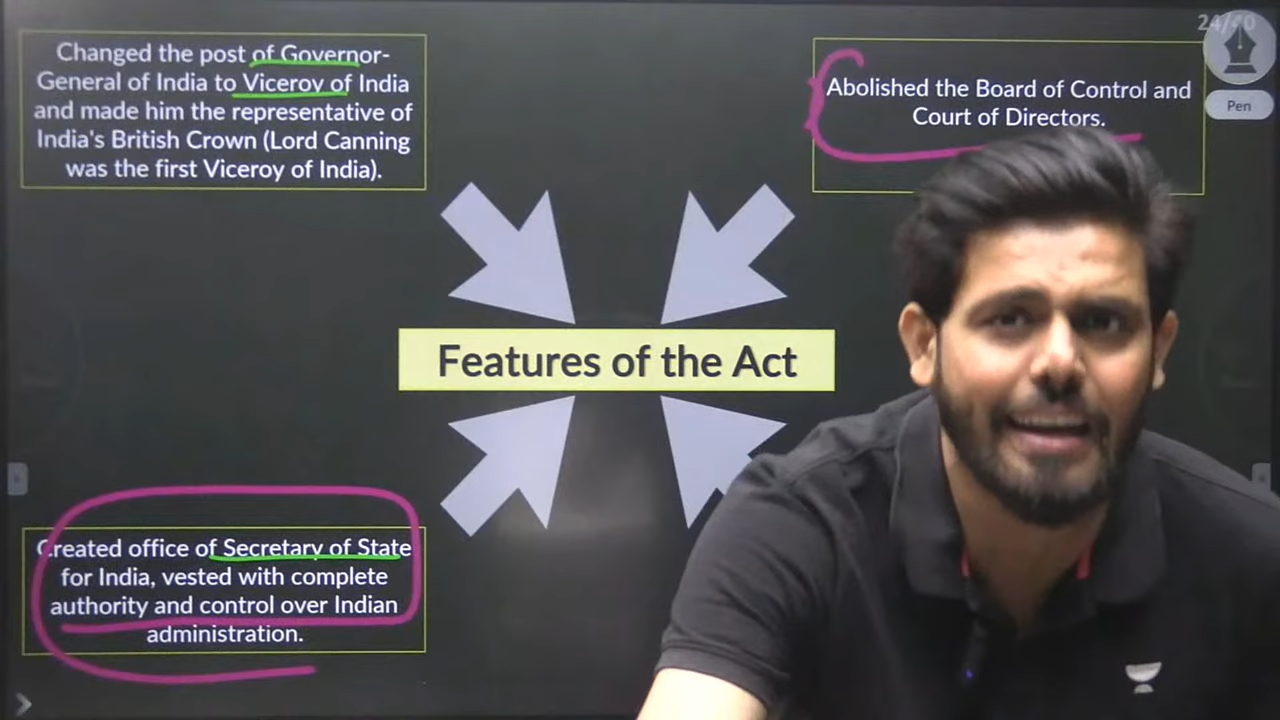 Changed the post of Governor-
General of India to Viceroy of India
and made him the representative of
India's British Crown (Lord Canning
was the first Viceroy of India).
24/40
Pen
Abolished the Board of Control and
Court of Directors.
Features of the Act
Created office of Secretary of State
for India, vested with complete
authority and control over Indian
administration.